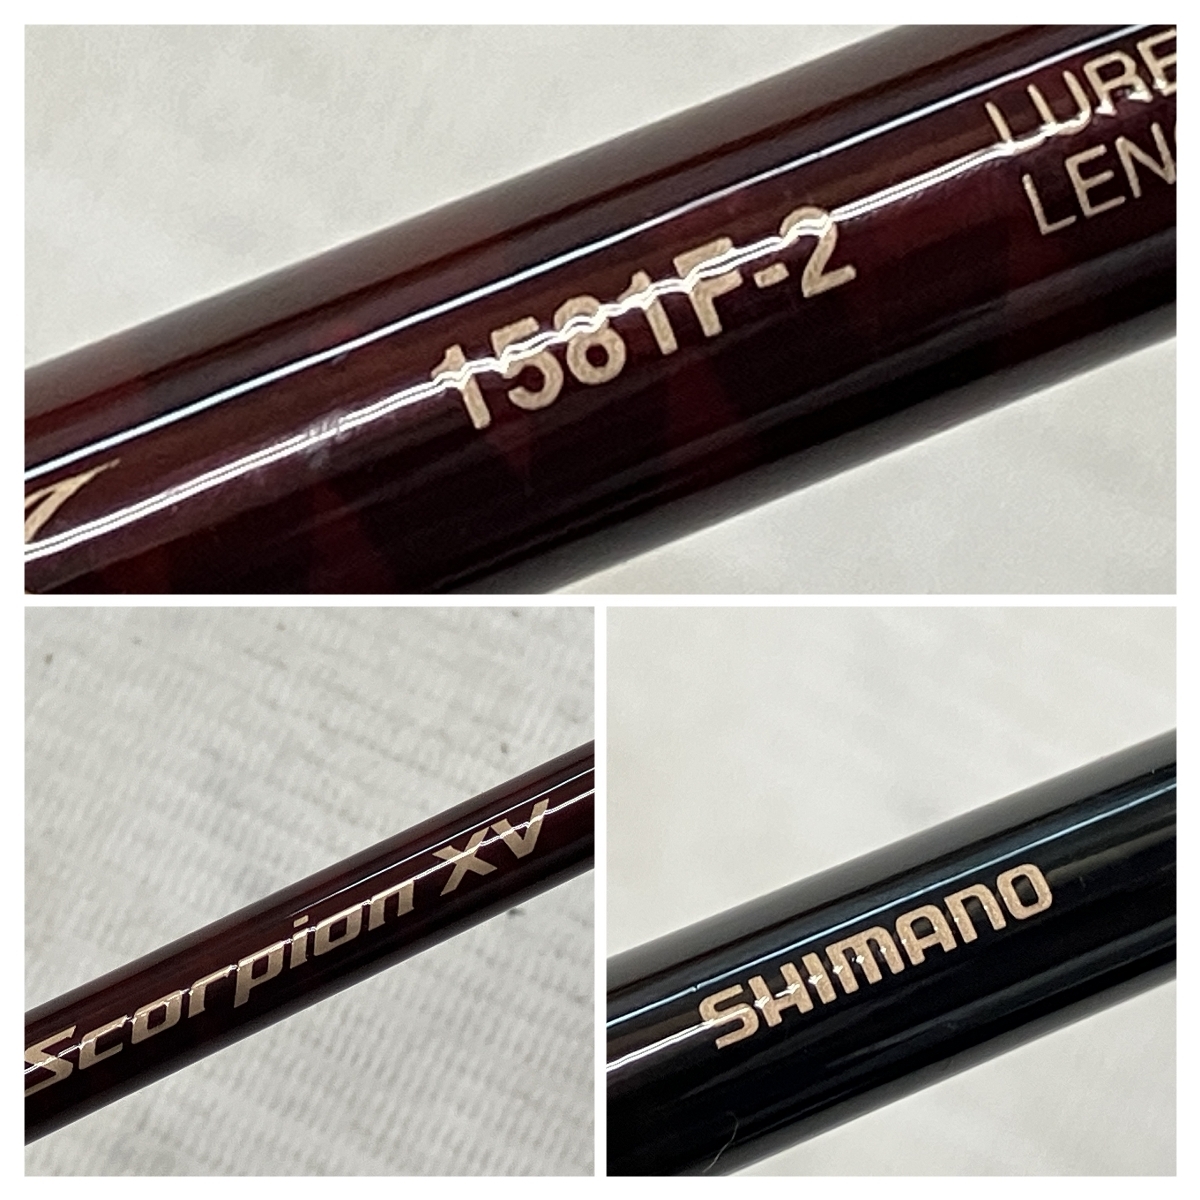 LURE
LENG
1581F-2
Scorpion XV
SHIMANO